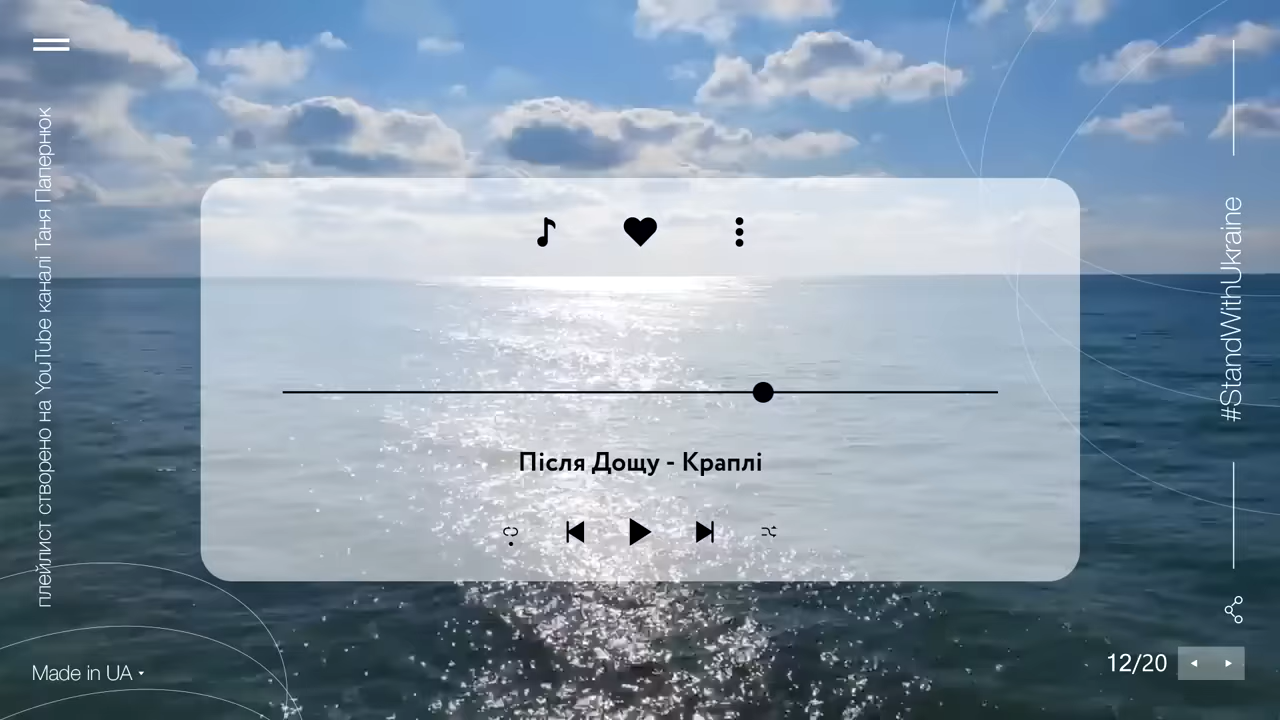 плейлист створено на YouTube каналі Таня Папернюк
Після Дощу - Краплі
#StandWithUkraine
Made in UA
12/20